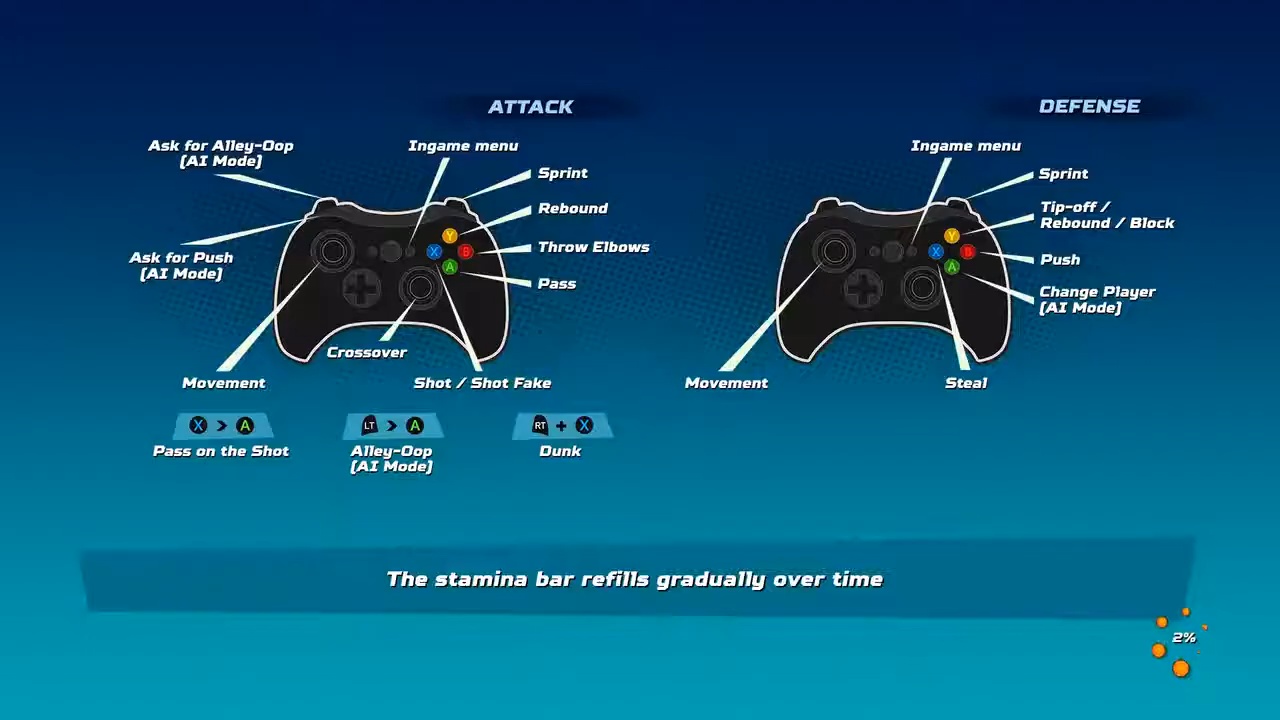 ATTACK
Ask for Alley-Oop
[AI Mode]
Ingame menu
Sprint
Rebound
Y
X
B
A
Throw Elbows
Ask for Push
[AI Mode]
Pass
Crossover
Movement
Shot / Shot Fake
X > A
Pass on the Shot
LT > A
Alley-Oop
[AI Mode]
RT + X
Dunk
DEFENSE
Ingame menu
Sprint
Tip-off /
Rebound / Block
Y
X
B
A
Push
Change Player
[AI Mode]
Movement
Steal
The stamina bar refills gradually over time
2%